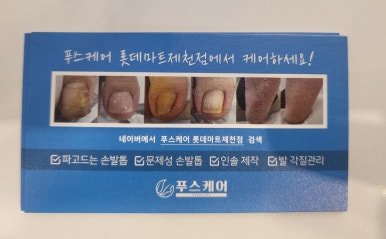 푸스케어 롯데마트제천점에서 케어하세요!
네이버에서 푸스케어 롯데마트제천점 검색
☑파고드는 손발톱 ☑문제성 손발톱 ☑인솔 제작 ☑발 각질관리
푸스케어